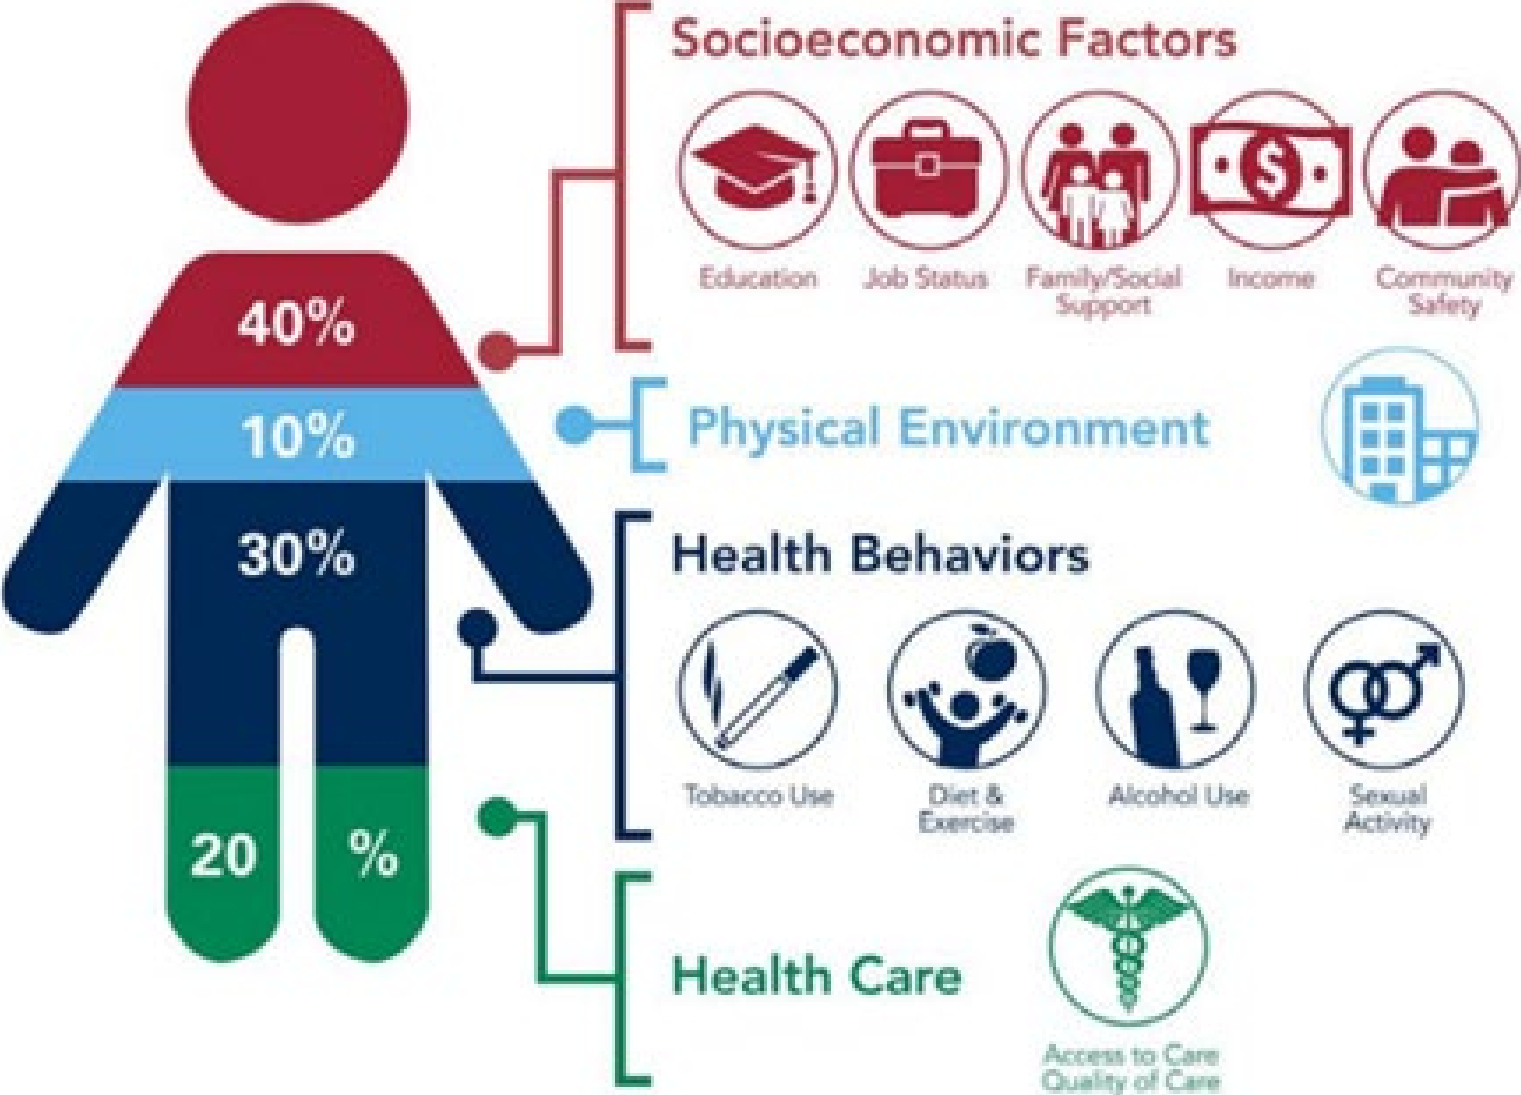 Socioeconomic Factors
Education
Job Status
Family/Social
Support
Income
Community
Safety
40%
10%
Physical Environment
30%
Health Behaviors
Tobacco Use
Diet &
Exercise
Alcohol Use
Sexual
Activity
20 %
Health Care
Access to Care
Quality of Care